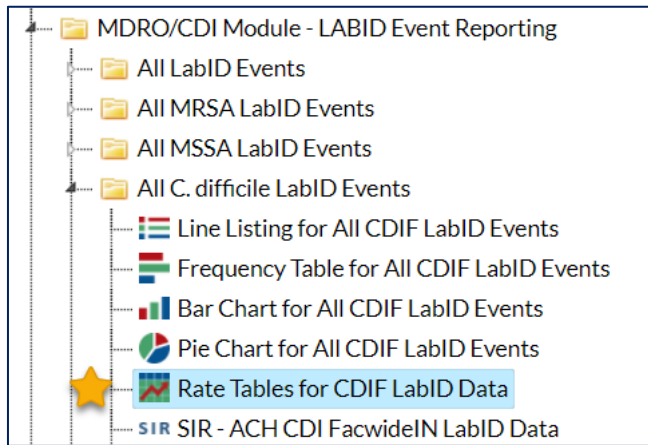 MDRO/CDI Module - LABID Event Reporting
All LabID Events
All MRSA LabID Events
All MSSA LabID Events
All C. difficile LabID Events
Line Listing for All CDIF LabID Events
Frequency Table for All CDIF LabID Events
Bar Chart for All CDIF LabID Events
Pie Chart for All CDIF LabID Events
Rate Tables for CDIF LabID Data
SIR SIR - ACH CDI FacwideIN LabID Data